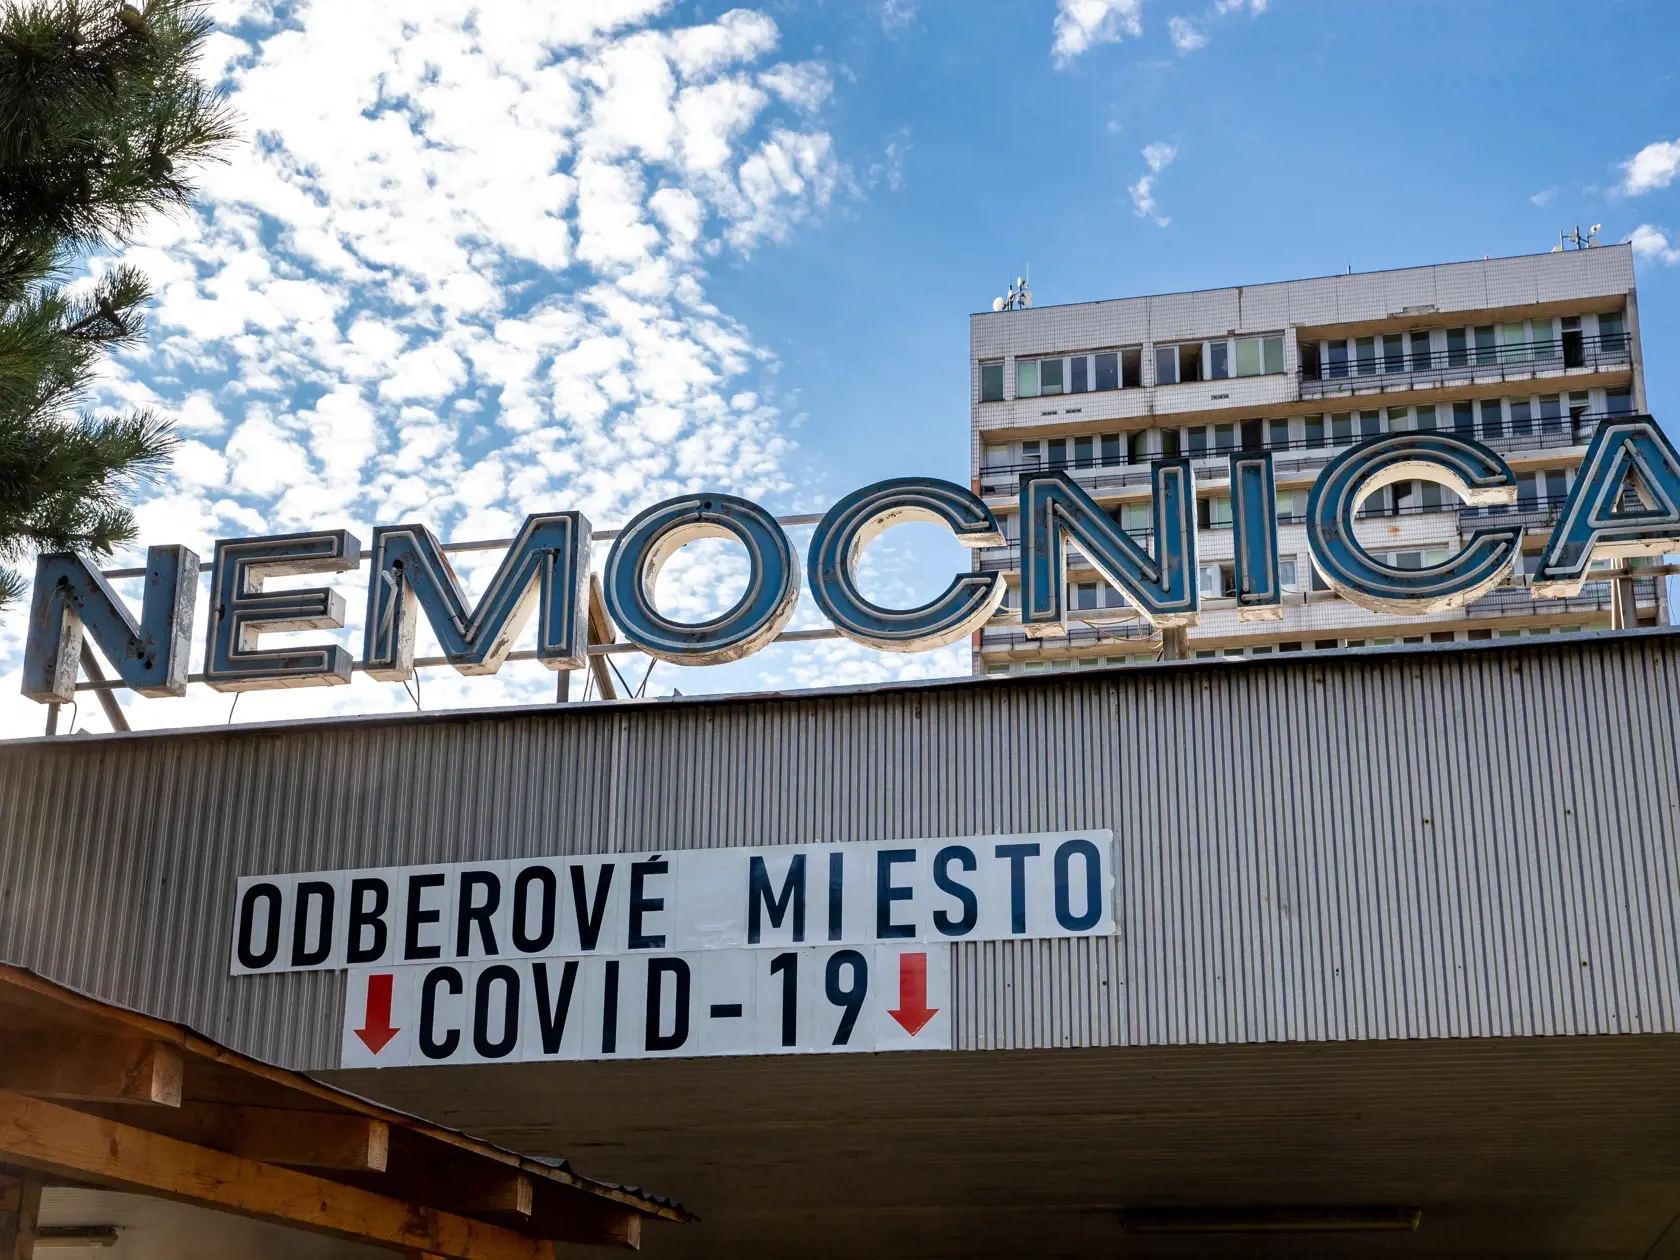 NEMOCNICA
ODBEROVÉ MIESTO
COVID-19